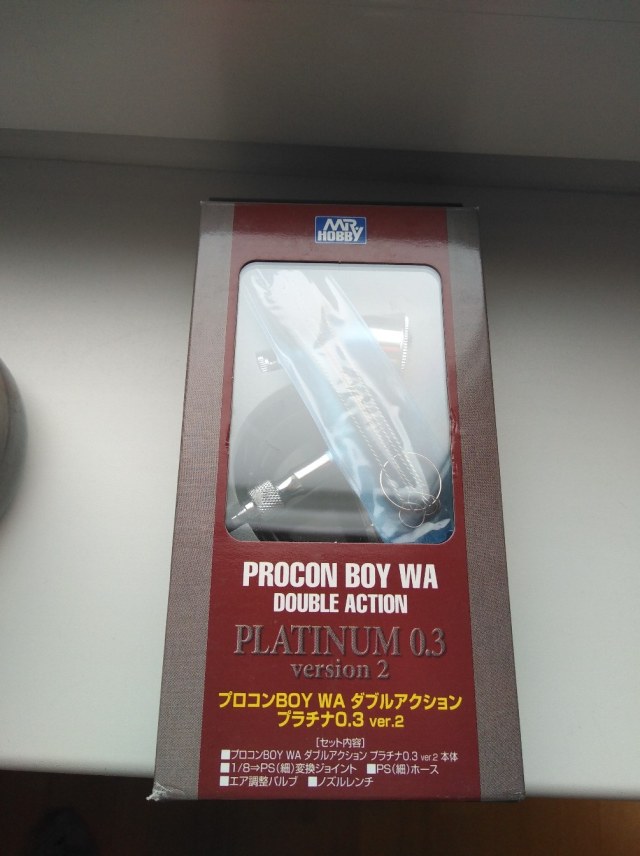 MR
HOBBY
PROCON BOY WA
DOUBLE ACTION
PLATINUM 0.3
version 2
プロコンBOY WA ダブルアクション
プラチナ0.3 ver.2
[セット内容]
■プロコンBOY WA ダブルアクション プラチナ0.3 ver.2 本体
■1/8⇒PS(細)変換ジョイント ■PS(細)ホース
■エア調整バルブ ■ノズルレンチ